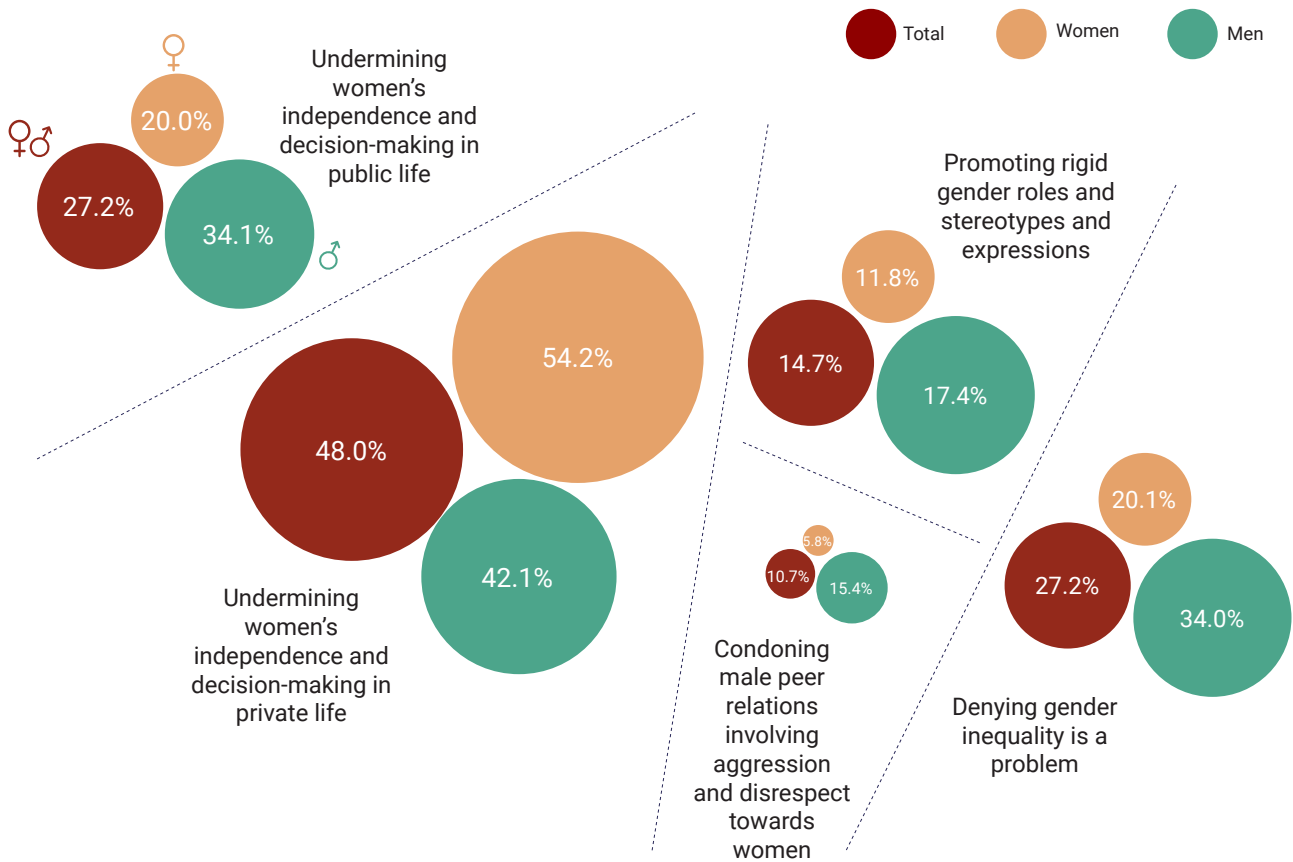 Total
Women
Men
Undermining
women’s
independence and
decision-making in
public life
20.0%
27.2%
34.1%
Promoting rigid
gender roles and
stereotypes and
expressions
11.8%
14.7%
17.4%
54.2%
48.0%
42.1%
Undermining
women’s
independence and
decision-making in
private life
5.8%
10.7%
15.4%
Condoning
male peer
relations
involving
aggression
and disrespect
towards
women
20.1%
27.2%
34.0%
Denying gender
inequality is a
problem